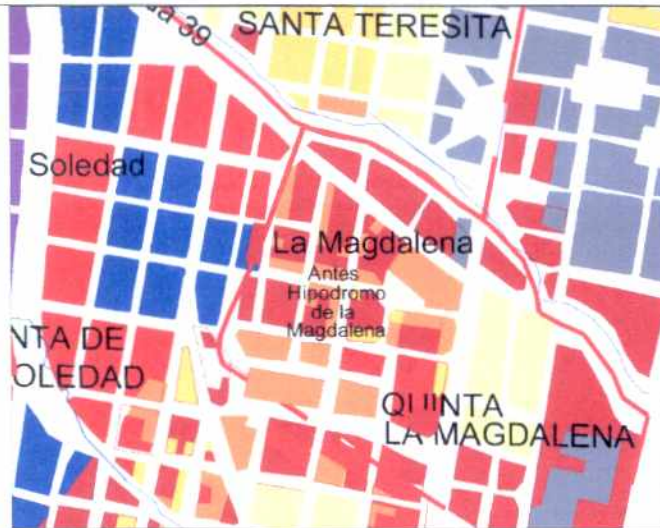 39
SANTA TERESITA
Soledad
La Magdalena
Antes
Hipodromo
de la
Magdalena
NTA DE
OLEDAD
QUINTA
LA MAGDALENA